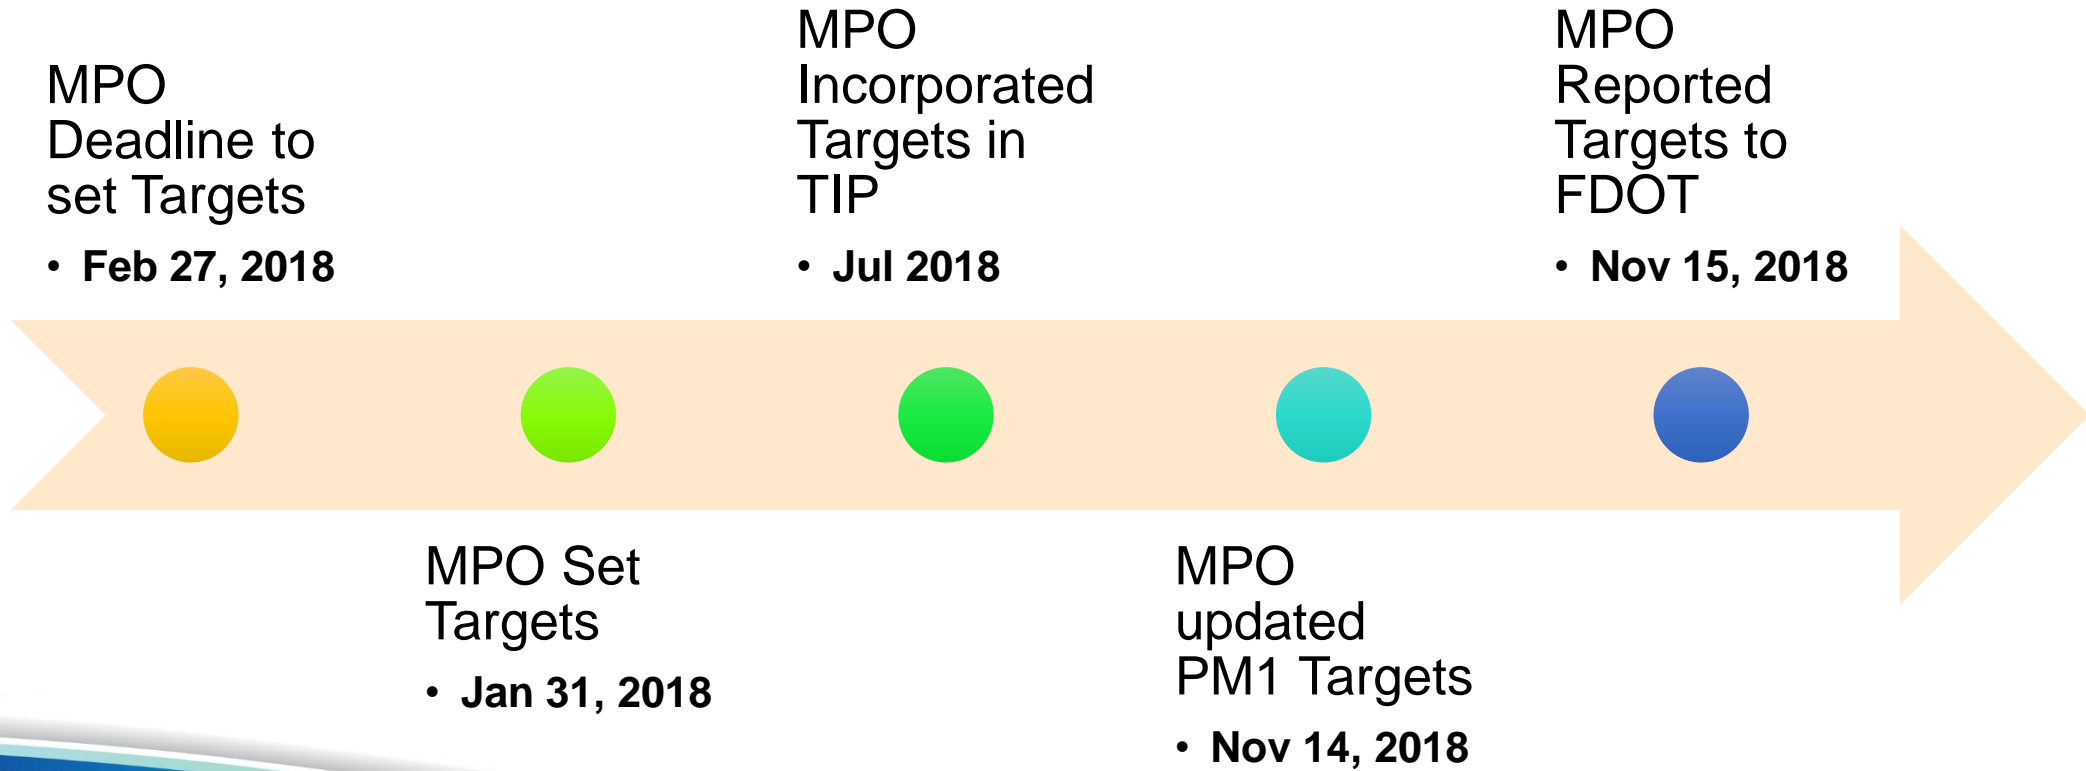 MPO
Deadline to
set Targets
• Feb 27, 2018
MPO Set
Targets
• Jan 31, 2018
MPO
Incorporated
Targets in
TIP
• Jul 2018
MPO
updated
PM1 Targets
• Nov 14, 2018
MPO
Reported
Targets to
FDOT
• Nov 15, 2018